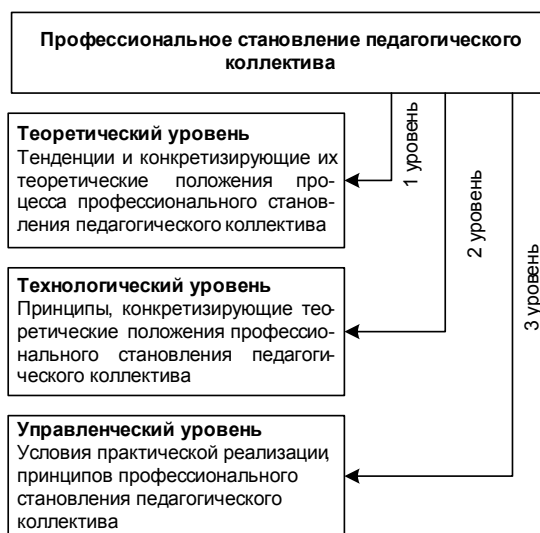 Профессиональное становление педагогического
коллектива
Теоретический уровень
Тенденции и конкретизирующие их
теоретические положения про-
цесса профессионального станов-
ления педагогического коллектива
1 уровень
Технологический уровень
Принципы, конкретизирующие тео-
ретические положения профессио-
нального становления педагоги-
ческого коллектива
2 уровень
Управленческий уровень
Условия практической реализации,
принципов профессионального
становления педагогического
коллектива
3 уровень